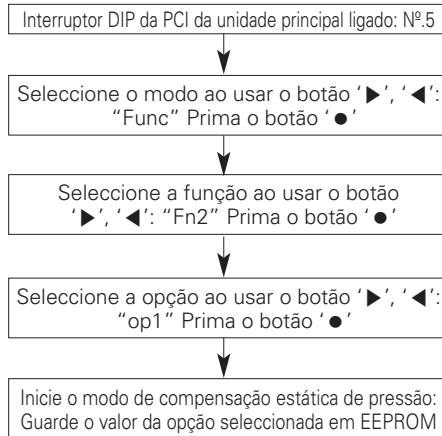 Interruptor DIP da PCI da unidade principal ligado: Nº.5
Seleccione o modo ao usar o botão ‘▶’, ‘◀’:
“Func” Prima o botão ‘●’
Seleccione a função ao usar o botão
‘▶’, ‘◀’: “Fn2” Prima o botão ‘●’
Seleccione a opção ao usar o botão ‘▶’, ‘◀’:
“op1” Prima o botão ‘●’
Inicie o modo de compensação estática de pressão:
Guarde o valor da opção seleccionada em EEPROM